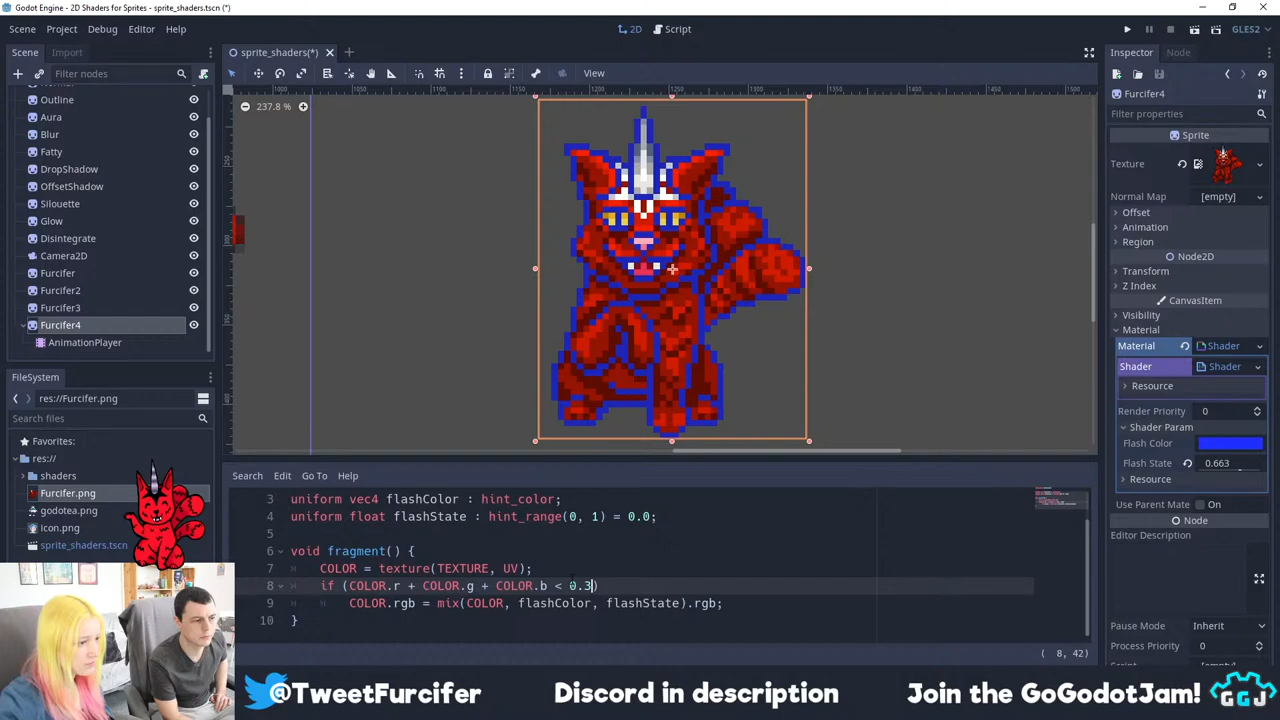 Godot Engine - 2D Shaders for Sprites - sprite_shaders.tscn (*)
Scene Project Debug Editor Help
2D Script
GLES2
Scene Import
sprite_shaders(*)
Inspector Node
Filter nodes
View
Furcifer4
Filter properties
237.8 %
Outline
Aura
Blur
Fatty
DropShadow
OffsetShadow
Silouette
Glow
Disintegrate
Camera2D
Furcifer
Furcifer2
Furcifer3
Furcifer4
AnimationPlayer
FileSystem
res://Furcifer.png
Search files
Favorites:
res://
shaders
Furcifer.png
godotea.png
icon.png
sprite_shaders.tscn
Search Edit Go To Help
3 uniform vec4 flashColor : hint_color;
4 uniform float flashState : hint_range(0, 1) = 0.0;
5
6 void fragment() {
7 COLOR = texture(TEXTURE, UV);
8 if (COLOR.r + COLOR.g + COLOR.b < 0.3)
9 COLOR.rgb = mix(COLOR, flashColor, flashState).rgb;
10 }
( 8, 42)
Sprite
Texture
Normal Map [empty]
Offset
Animation
Region
Node2D
Transform
Z Index
CanvasItem
Visibility
Material
Material Shader
Shader Shader
Resource
Render Priority 0
Shader Param
Flash Color
Flash State 0.663
Resource
Use Parent Mate On
Node
Editor Description
Pause Mode Inherit
Process Priority 0
@TweetFurcifer Discord in description Join the GoGodotJam!
GGJ